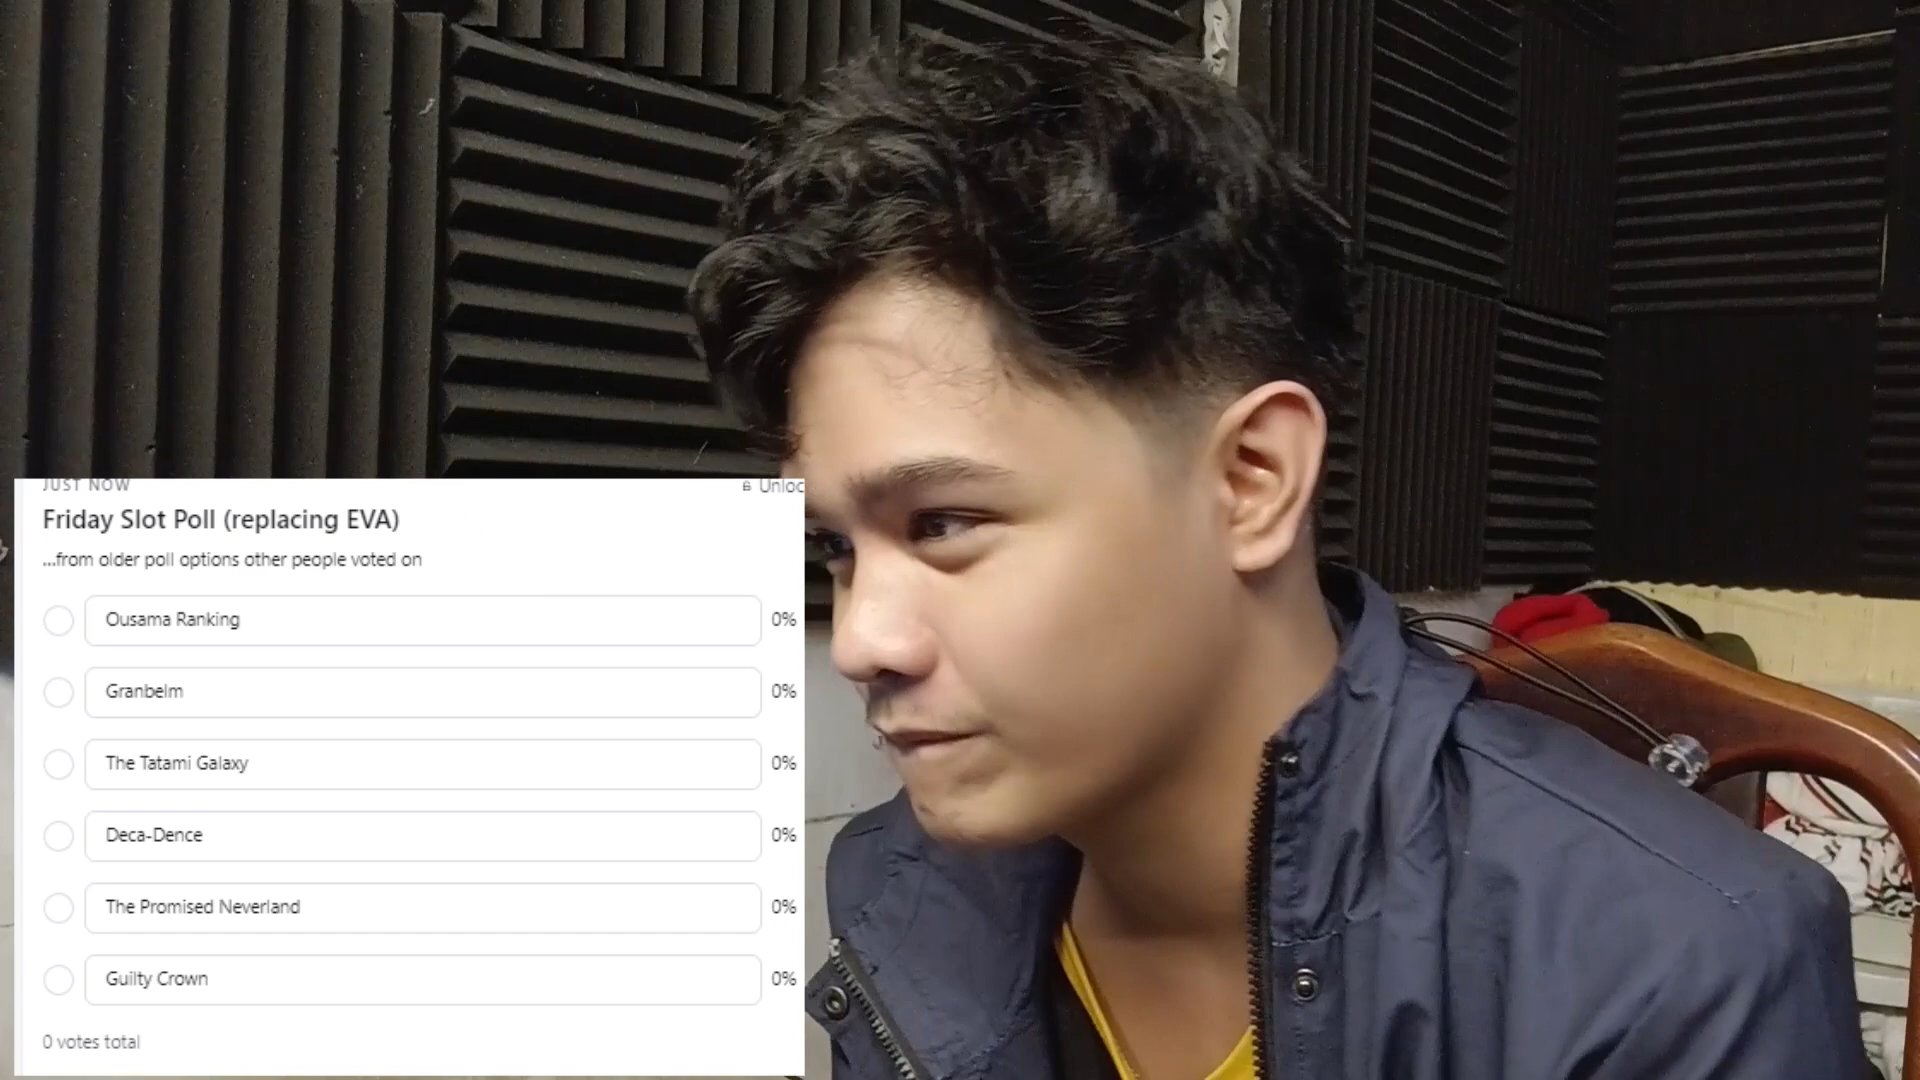 JUST NOW
Unloc
Friday Slot Poll (replacing EVA)
...from older poll options other people voted on
Ousama Ranking 0%
Granbelm 0%
The Tatami Galaxy 0%
Deca-Dence 0%
The Promised Neverland 0%
Guilty Crown 0%
0 votes total